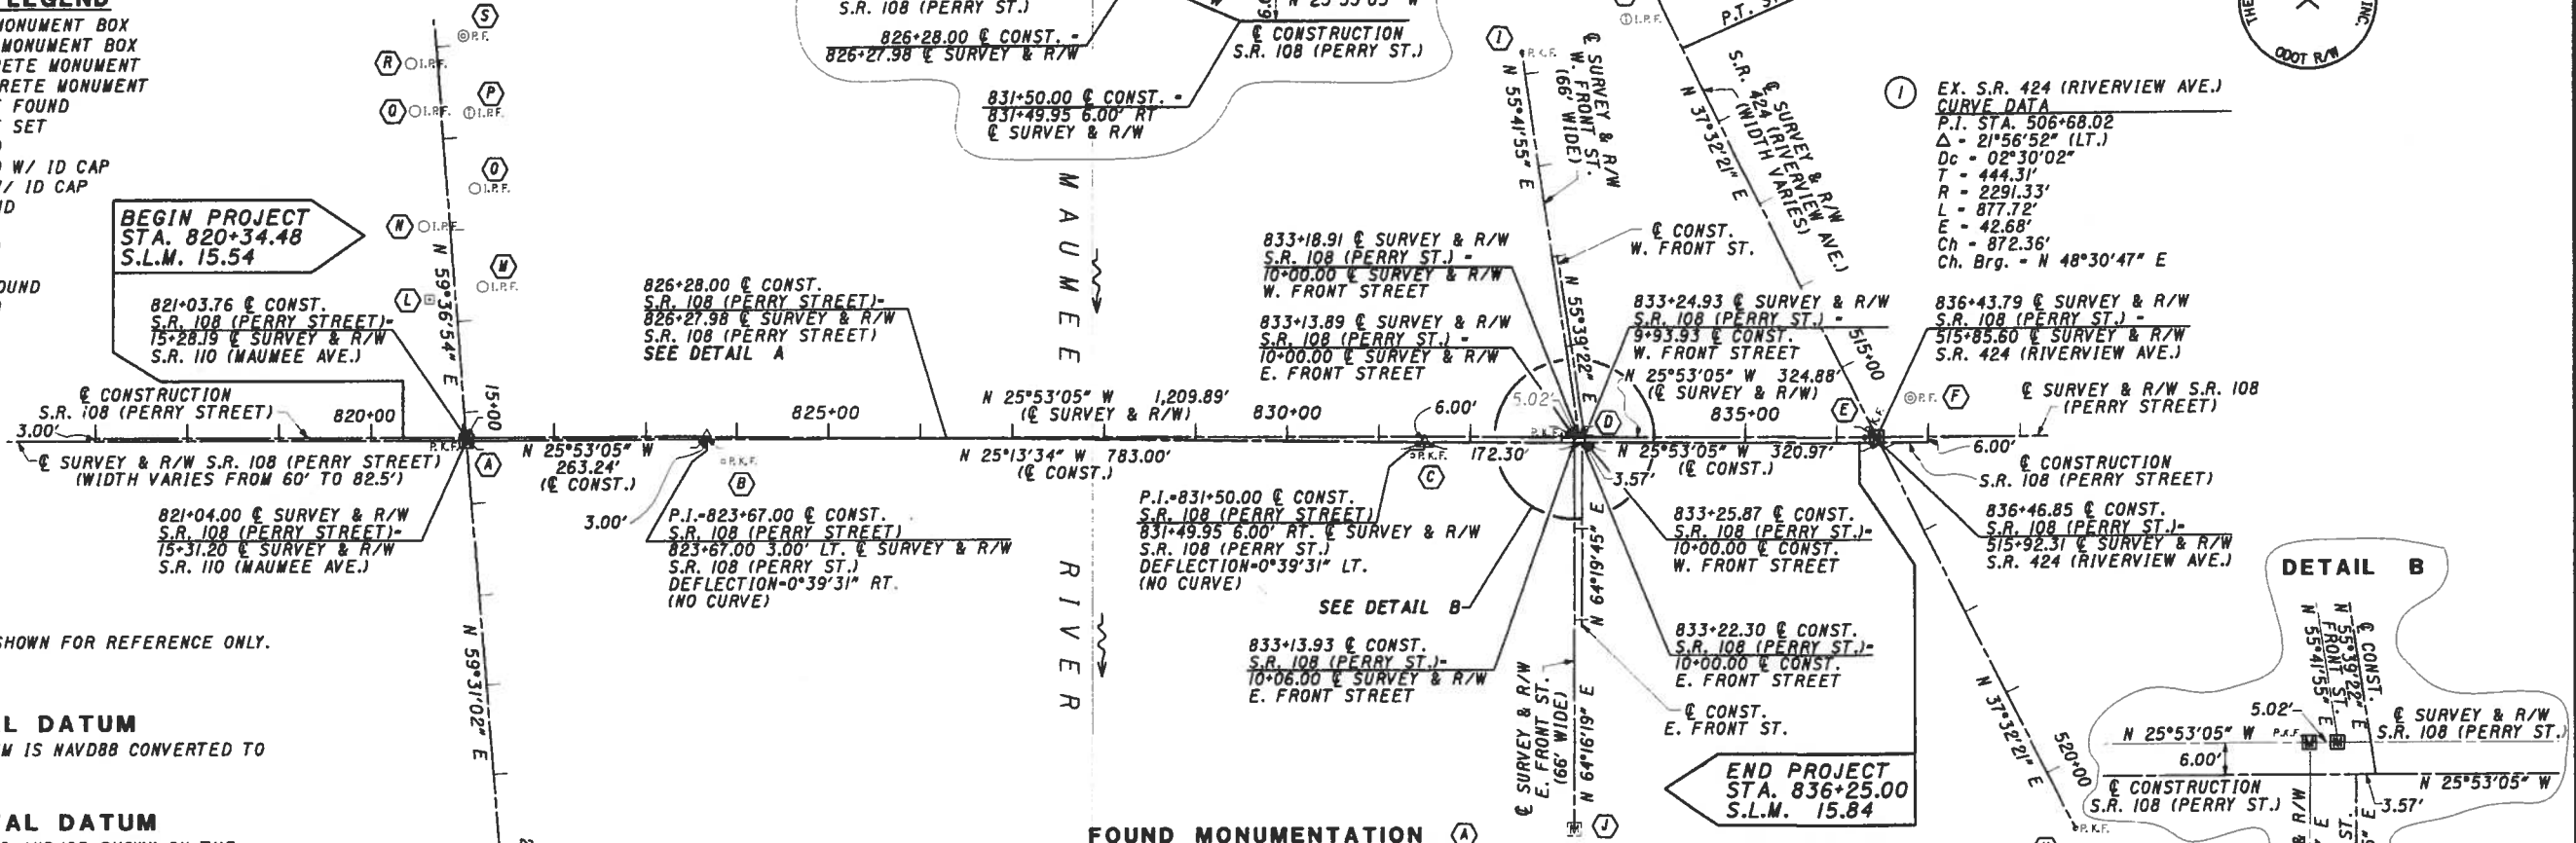 LEGEND
MONUMENT BOX
MONUMENT BOX
RETE MONUMENT
CRETE MONUMENT
FOUND
SET
W/ ID CAP
W/ ID CAP
ID
OUND
SHOWN FOR REFERENCE ONLY.
L DATUM
M IS NAVD88 CONVERTED TO
AL DATUM
BEGIN PROJECT
STA. 820+34.48
S.L.M. 15.54
821+03.76 ℄ CONST.
S.R. 108 (PERRY STREET)-
15+28.19 ℄ SURVEY & R/W
S.R. 110 (MAUMEE AVE.)
℄ CONSTRUCTION
S.R. 108 (PERRY STREET)
820+00
3.00'
℄ SURVEY & R/W S.R. 108 (PERRY STREET)
(WIDTH VARIES FROM 60' TO 82.5')
821+04.00 ℄ SURVEY & R/W
S.R. 108 (PERRY STREET)-
15+31.20 ℄ SURVEY & R/W
S.R. 110 (MAUMEE AVE.)
S
P.F.
R
I.P.F.
Q
I.P.F.
P
I.P.F.
O
I.P.F.
N
I.P.F.
M
I.P.F.
L
N 59°36'54" E
15+00
P.K.F.
A
N 59°31'02" E
S.R. 108 (PERRY ST.)
826+28.00 ℄ CONST. -
826+27.98 ℄ SURVEY & R/W
N 25°53'05" W
℄ CONSTRUCTION
S.R. 108 (PERRY ST.)
831+50.00 ℄ CONST. -
831+49.95 6.00' RT
℄ SURVEY & R/W
MAUMEE
RIVER
826+28.00 ℄ CONST.
S.R. 108 (PERRY STREET)-
826+27.98 ℄ SURVEY & R/W
S.R. 108 (PERRY STREET)
SEE DETAIL A
825+00
N 25°53'05" W 1,209.89'
(℄ SURVEY & R/W)
830+00
N 25°53'05" W
263.24'
(℄ CONST.)
P.K.F.
B
3.00'
P.I.=823+67.00 ℄ CONST.
S.R. 108 (PERRY STREET)
823+67.00 3.00' LT. ℄ SURVEY & R/W
S.R. 108 (PERRY ST.)
DEFLECTION=0°39'31" RT.
(NO CURVE)
N 25°13'34" W 783.00'
(℄ CONST.)
6.00'
P.K.F.
C
172.30'
P.I.=831+50.00 ℄ CONST.
S.R. 108 (PERRY STREET)
831+49.95 6.00' RT. ℄ SURVEY & R/W
S.R. 108 (PERRY ST.)
DEFLECTION=0°39'31" LT.
(NO CURVE)
833+18.91 ℄ SURVEY & R/W
S.R. 108 (PERRY ST.) -
10+00.00 ℄ SURVEY & R/W
W. FRONT STREET
833+13.89 ℄ SURVEY & R/W
S.R. 108 (PERRY ST.) -
10+00.00 ℄ SURVEY & R/W
E. FRONT STREET
SEE DETAIL B
833+13.93 ℄ CONST.
S.R. 108 (PERRY ST.)-
10+06.00 ℄ SURVEY & R/W
E. FRONT STREET
FOUND MONUMENTATION A
I
P.K.F.
N 55°41'55" E
℄ SURVEY & R/W
W. FRONT ST.
(66' WIDE)
℄ CONST.
W. FRONT ST.
N 55°39'22" E
5.02'
P.K.F.
D
3.57'
833+24.93 ℄ SURVEY & R/W
S.R. 108 (PERRY ST.) -
9+93.93 ℄ CONST.
W. FRONT STREET
N 25°53'05" W 324.88'
(℄ SURVEY & R/W)
835+00
N 25°53'05" W 320.97'
(℄ CONST.)
833+25.87 ℄ CONST.
S.R. 108 (PERRY ST.)-
10+00.00 ℄ CONST.
W. FRONT STREET
833+22.30 ℄ CONST.
S.R. 108 (PERRY ST.)-
10+00.00 ℄ CONST.
E. FRONT STREET
℄ CONST.
E. FRONT ST.
N 64°19'45" E
N 64°16'19" E
℄ SURVEY & R/W
E. FRONT ST.
(66' WIDE)
J
END PROJECT
STA. 836+25.00
S.L.M. 15.84
I.P.F.
P.T.
N 37°32'21" E
℄ SURVEY & R/W
S.R. 424 (RIVERVIEW AVE.)
(WIDTH VARIES)
515+00
E
P.F.
F
THE
INC.
ODOT R/W
1
EX. S.R. 424 (RIVERVIEW AVE.)
CURVE DATA
P.I. STA. 506+68.02
Δ = 21°56'52" (LT.)
Dc = 02°30'02"
T = 444.31'
R = 2291.33'
L = 877.72'
E = 42.68'
Ch = 872.36'
Ch. Brg. = N 48°30'47" E
836+43.79 ℄ SURVEY & R/W
S.R. 108 (PERRY ST.) -
515+85.60 ℄ SURVEY & R/W
S.R. 424 (RIVERVIEW AVE.)
℄ SURVEY & R/W S.R. 108
(PERRY STREET)
6.00'
℄ CONSTRUCTION
S.R. 108 (PERRY STREET)
836+46.85 ℄ CONST.
S.R. 108 (PERRY ST.)-
515+92.31 ℄ SURVEY & R/W
S.R. 424 (RIVERVIEW AVE.)
N 37°32'21" E
520+00
P.K.F.
DETAIL B
N 55°41'55" E
FRONT ST.
N 55°39'22" E
℄ CONST.
5.02'
N 25°53'05" W
P.K.F.
℄ SURVEY & R/W
S.R. 108 (PERRY ST.)
6.00'
℄ CONSTRUCTION
S.R. 108 (PERRY ST.)
N 25°53'05" W
3.57'
& R/W
E
ST.
E